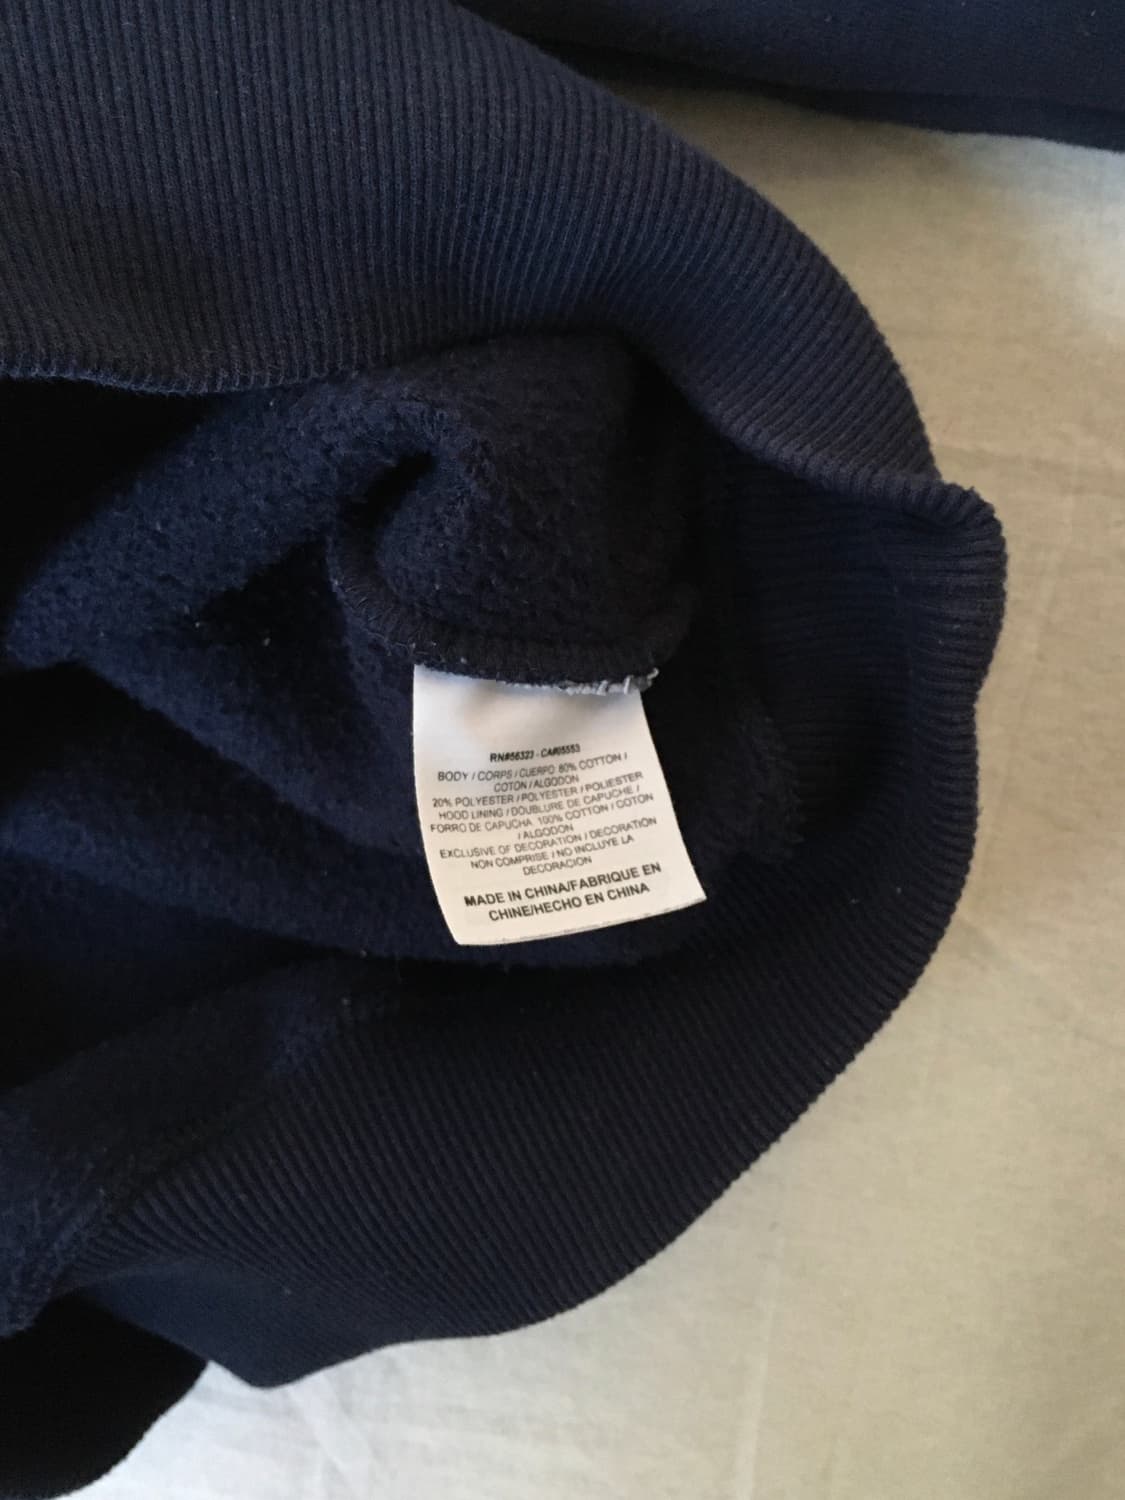 RN#56323 - CA#05553
BODY / CORPS / CUERPO 80% COTTON /
COTON / ALGODON
20% POLYESTER / POLYESTER / POLIESTER
HOOD LINING / DOUBLURE DE CAPUCHE /
FORRO DE CAPUCHA 100% COTTON / COTON
/ ALGODON
EXCLUSIVE OF DECORATION / DECORATION
NON COMPRISE / NO INCLUYE LA
DECORACION
MADE IN CHINA/FABRIQUE EN
CHINE/HECHO EN CHINA